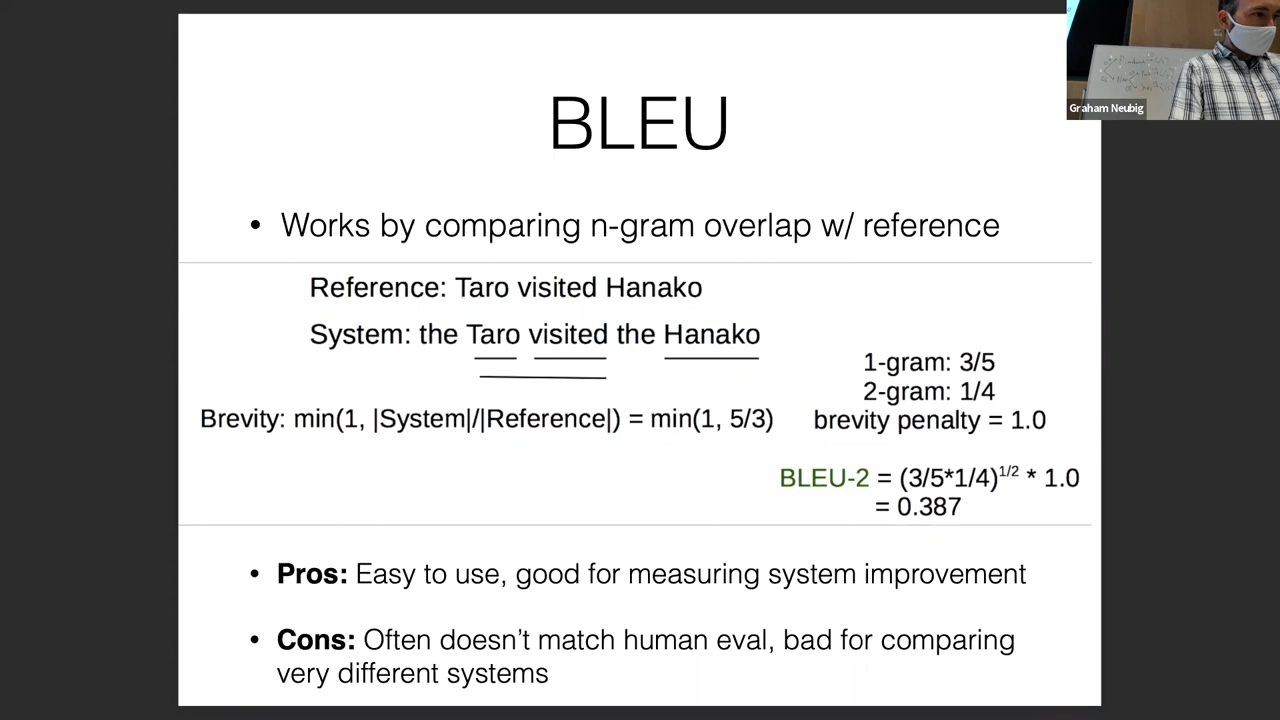 Graham Neubig
BLEU
• Works by comparing n-gram overlap w/ reference
Reference: Taro visited Hanako
System: the Taro visited the Hanako
1-gram: 3/5
2-gram: 1/4
Brevity: min(1, |System|/|Reference|) = min(1, 5/3)
brevity penalty = 1.0
BLEU-2 = (3/5*1/4)^1/2 * 1.0
= 0.387
• Pros: Easy to use, good for measuring system improvement
• Cons: Often doesn't match human eval, bad for comparing
very different systems